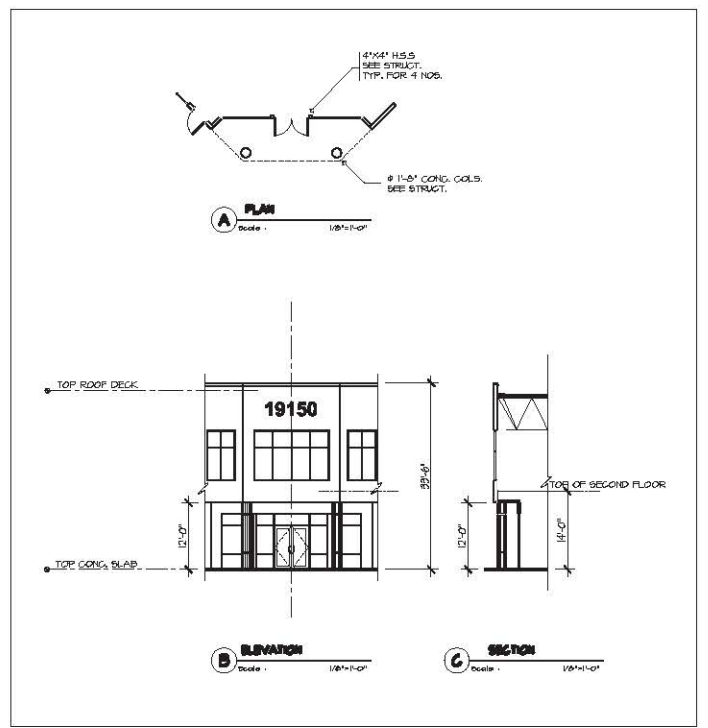 4"X4" H.S.S
SEE STRUCT.
TYP. FOR 4 NOS.
Φ 1'-8" CONC. COLS.
SEE STRUCT.
A PLAN
Scale : 1/8"=1'-0"
TOP ROOF DECK
19150
33'-6"
TOP OF SECOND FLOOR
12'-0"
12'-0"
14'-0"
TOP CONC. SLAB
B ELEVATION
Scale : 1/8"=1'-0"
C SECTION
Scale : 1/8"=1'-0"